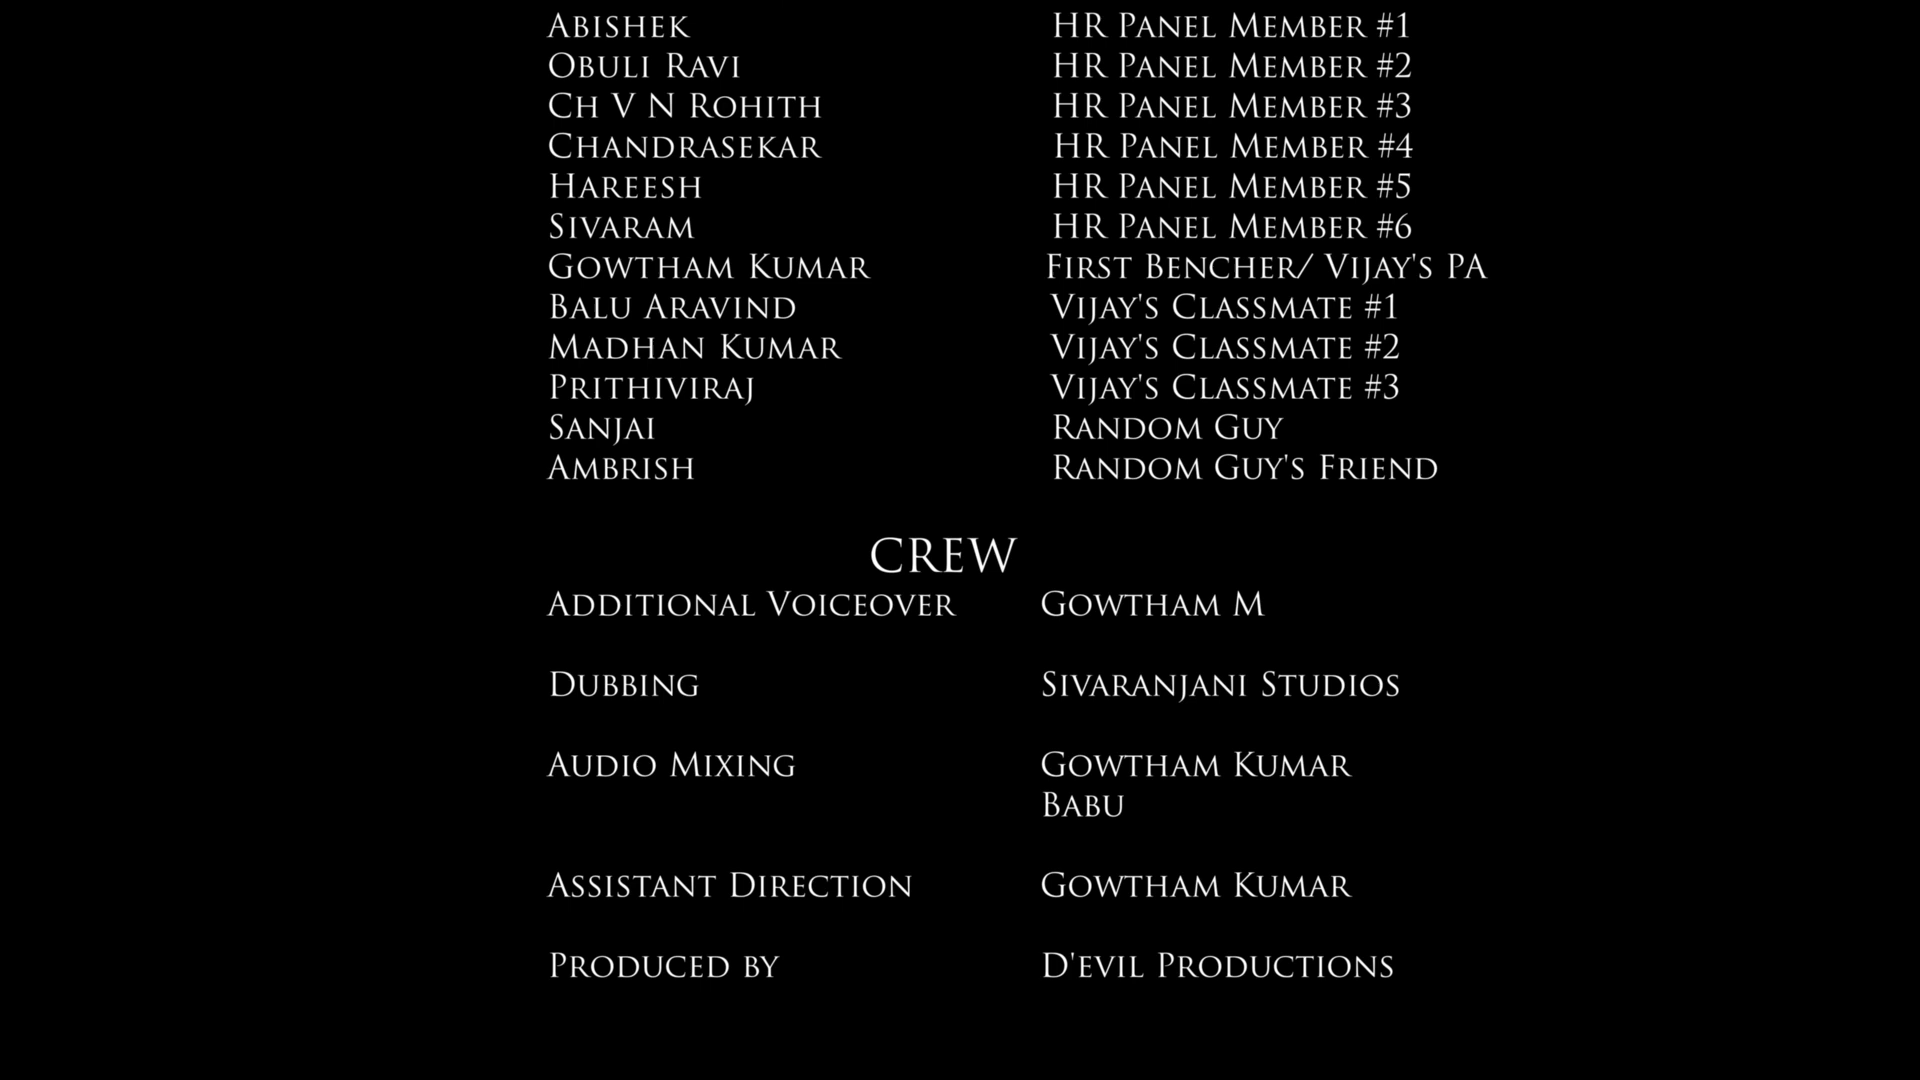 Abishek HR Panel Member #1
Obuli Ravi HR Panel Member #2
Ch V N Rohith HR Panel Member #3
Chandrasekar HR Panel Member #4
Hareesh HR Panel Member #5
Sivaram HR Panel Member #6
Gowtham Kumar First Bencher/ Vijay's PA
Balu Aravind Vijay's Classmate #1
Madhan Kumar Vijay's Classmate #2
Prithiviraj Vijay's Classmate #3
Sanjai Random Guy
Ambrish Random Guy's Friend
CREW
Additional Voiceover Gowtham M
Dubbing Sivaranjani Studios
Audio Mixing Gowtham Kumar
Babu
Assistant Direction Gowtham Kumar
Produced by D'evil Productions